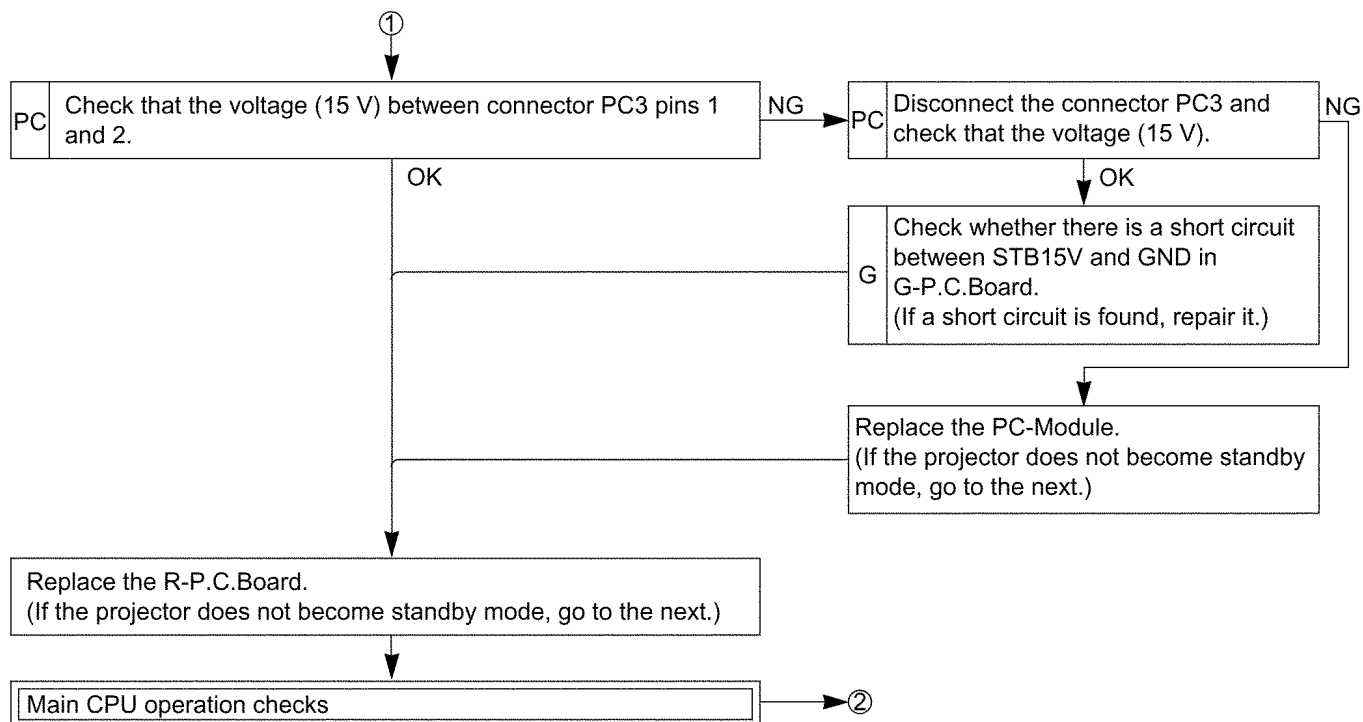 ①
PC
Check that the voltage (15 V) between connector PC3 pins 1
and 2.
NG
PC
Disconnect the connector PC3 and
check that the voltage (15 V).
NG
OK
OK
G
Check whether there is a short circuit
between STB15V and GND in
G-P.C.Board.
(If a short circuit is found, repair it.)
Replace the PC-Module.
(If the projector does not become standby
mode, go to the next.)
Replace the R-P.C.Board.
(If the projector does not become standby mode, go to the next.)
Main CPU operation checks
②